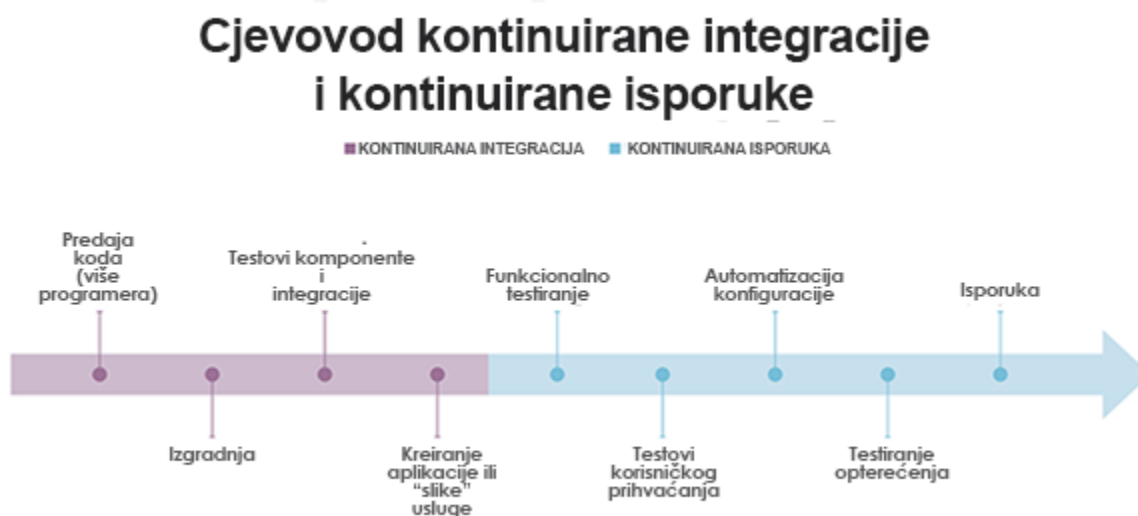 Cjevovod kontinuirane integracije
i kontinuirane isporuke
KONTINUIRANA INTEGRACIJA
KONTINUIRANA ISPORUKA
Predaja
koda
(više
programera)
Izgradnja
Testovi komponente
i
integracije
Kreiranje
aplikacije ili
“slike”
usluge
Funkcionalno
testiranje
Testovi
korisničkog
prihvaćanja
Automatizacija
konfiguracije
Testiranje
opterećenja
Isporuka